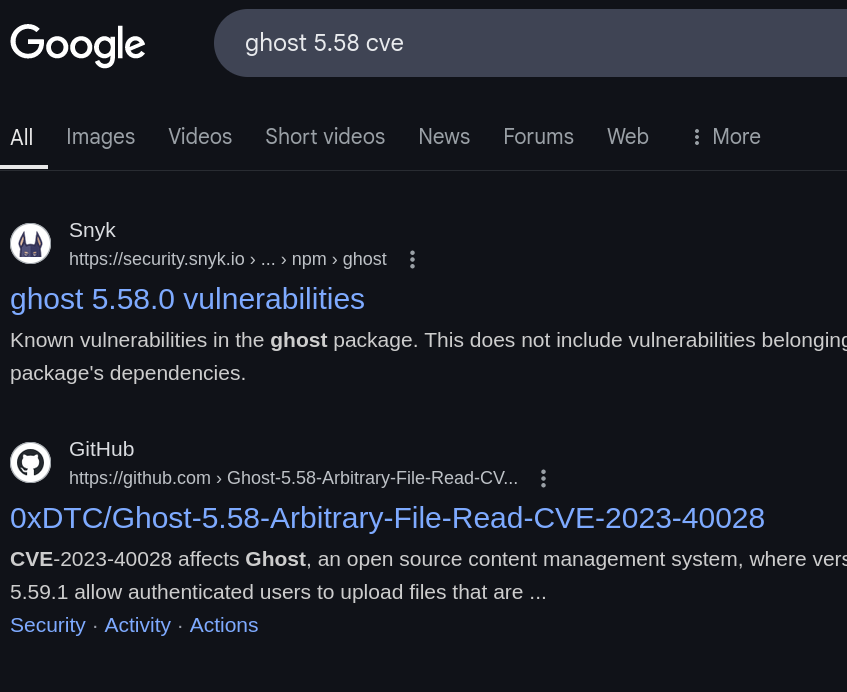 Google
ghost 5.58 cve
All Images Videos Short videos News Forums Web More
Snyk
https://security.snyk.io › ... › npm › ghost
ghost 5.58.0 vulnerabilities
Known vulnerabilities in the ghost package. This does not include vulnerabilities belonging
package's dependencies.
GitHub
https://github.com › Ghost-5.58-Arbitrary-File-Read-CV...
0xDTC/Ghost-5.58-Arbitrary-File-Read-CVE-2023-40028
CVE-2023-40028 affects Ghost, an open source content management system, where vers
5.59.1 allow authenticated users to upload files that are ...
Security · Activity · Actions